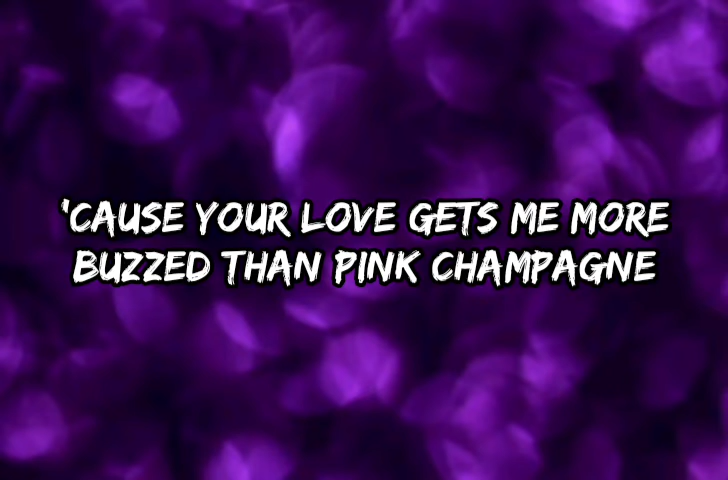 'CAUSE YOUR LOVE GETS ME MORE
BUZZED THAN PINK CHAMPAGNE